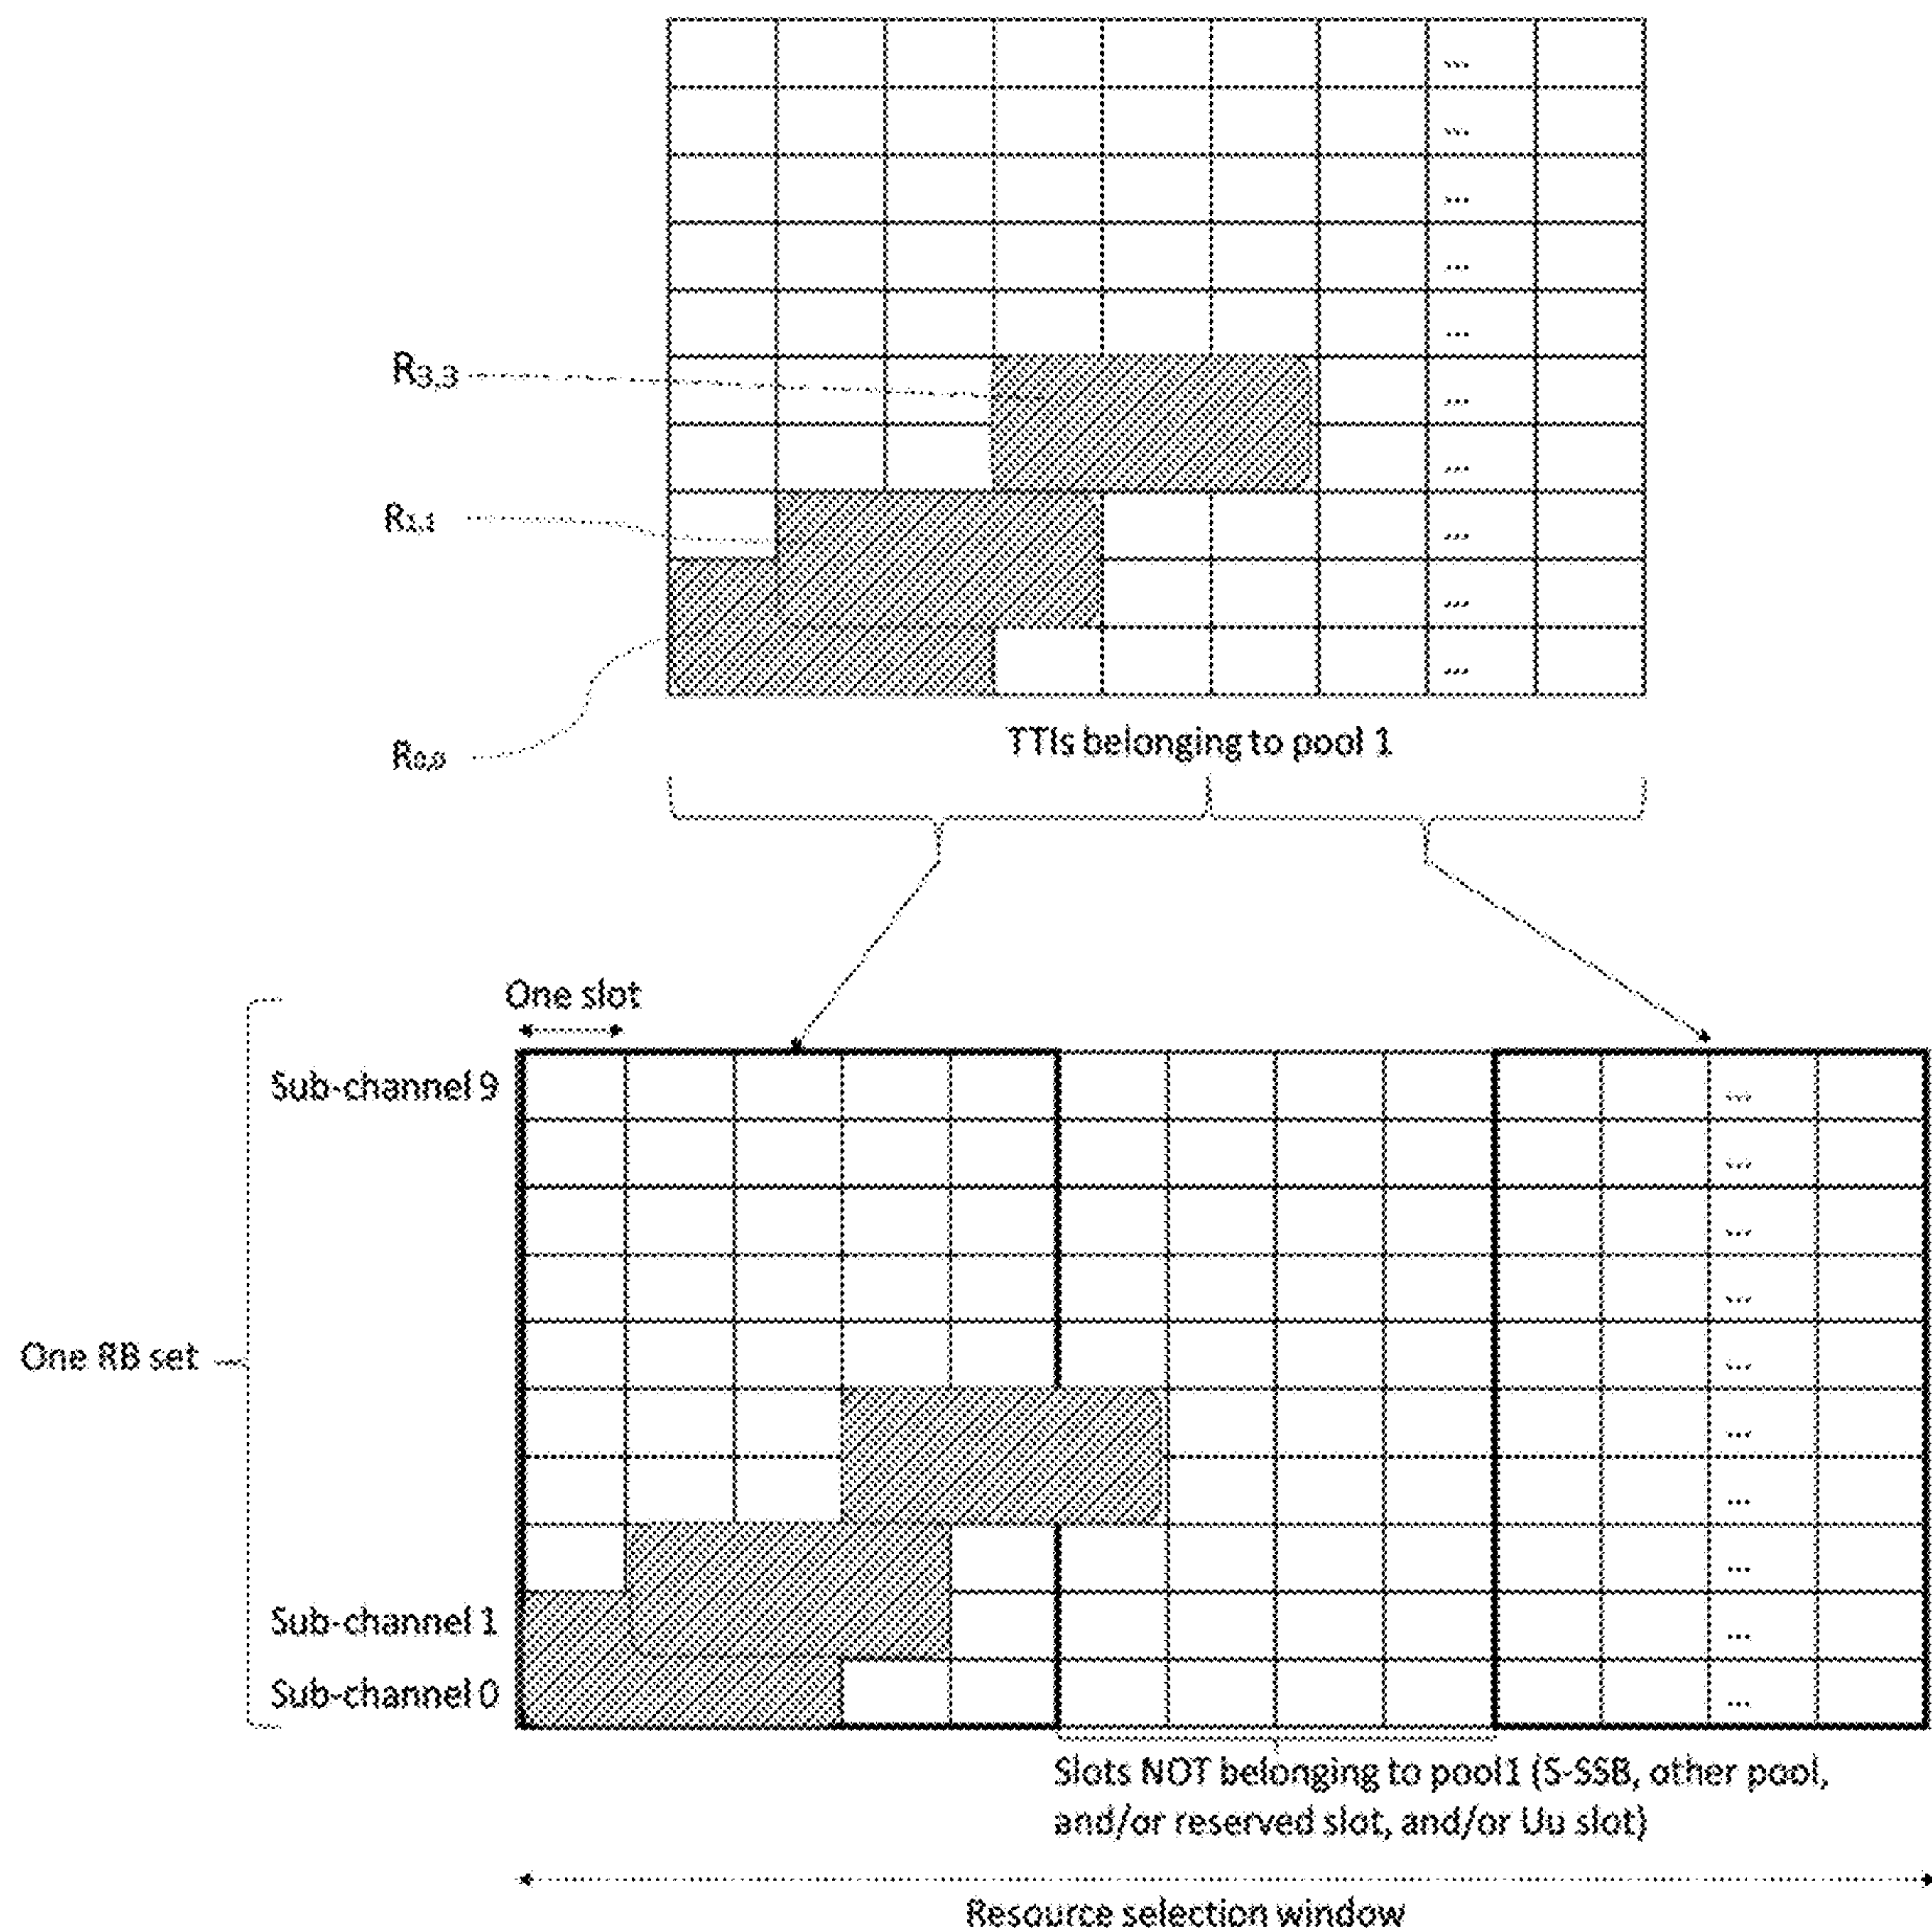 ...
...
...
...
...
R3,3
...
...
R1,1
...
...
...
R0,0
TTIs belonging to pool 1
One slot
Sub-channel 9
...
...
...
...
One RB set
...
...
...
...
Sub-channel 1
...
Sub-channel 0
...
Slots NOT belonging to pool1 (S-SSB, other pool,
and/or reserved slot, and/or Uu slot)
Resource selection window